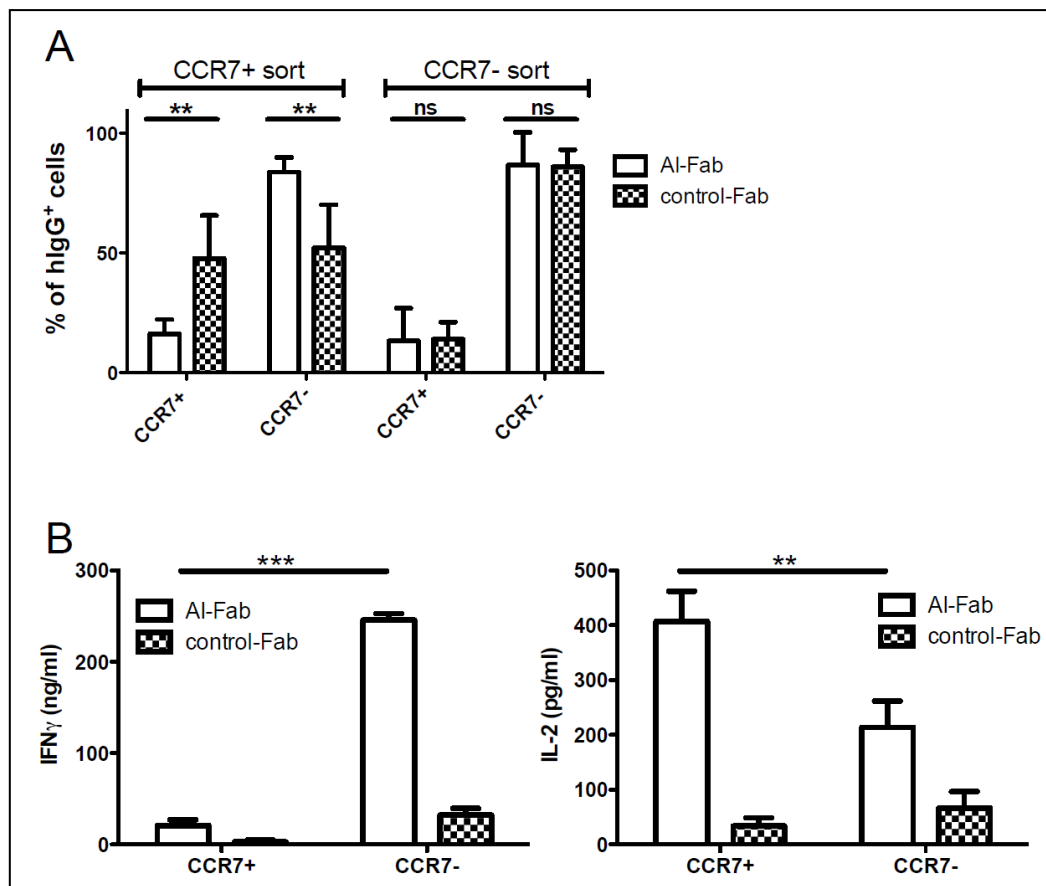 A
CCR7+ sort CCR7- sort
** ** ns ns
100
50
0
% of hIgG+ cells
CCR7+ CCR7- CCR7+ CCR7-
AI-Fab
control-Fab
B
***
300
200
100
0
IFNγ (ng/ml)
AI-Fab
control-Fab
CCR7+ CCR7-
**
500
400
300
200
100
0
IL-2 (pg/ml)
AI-Fab
control-Fab
CCR7+ CCR7-